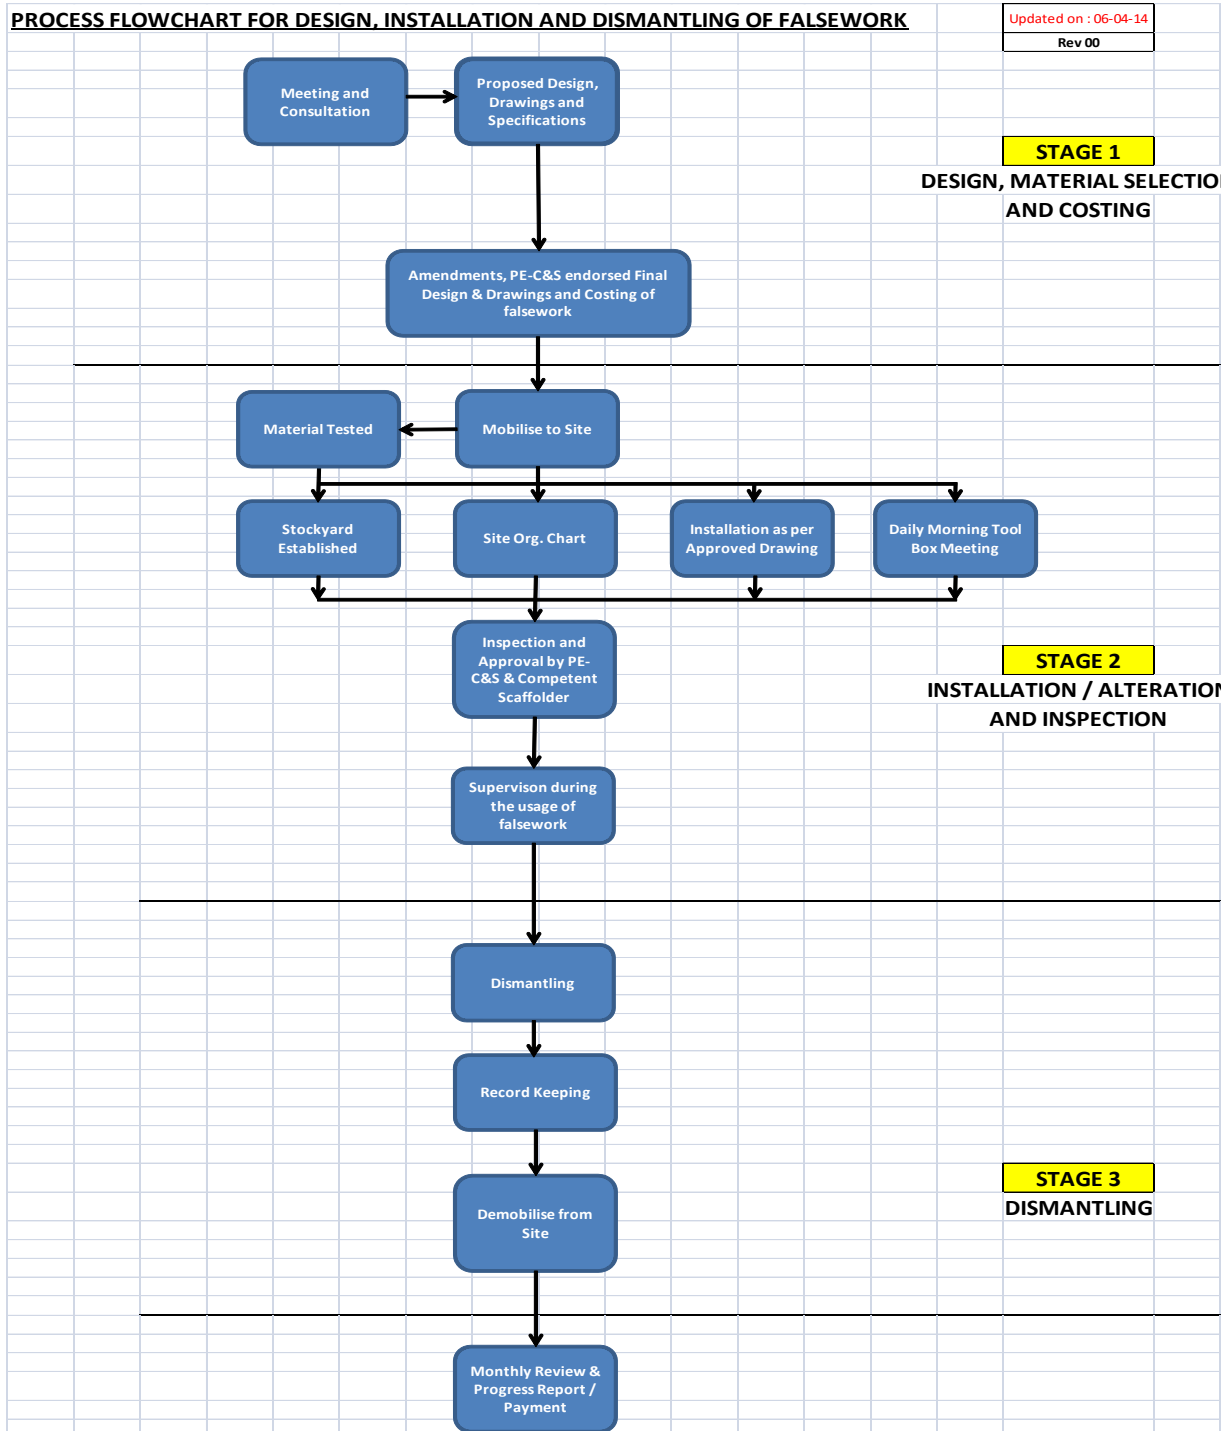 PROCESS FLOWCHART FOR DESIGN, INSTALLATION AND DISMANTLING OF FALSEWORK
Updated on : 06-04-14
Rev 00
Meeting and
Consultation
Proposed Design,
Drawings and
Specifications
STAGE 1
DESIGN, MATERIAL SELECTIO
AND COSTING
Amendments, PE-C&S endorsed Final
Design & Drawings and Costing of
falsework
Material Tested
Mobilise to Site
Stockyard
Established
Site Org. Chart
Installation as per
Approved Drawing
Daily Morning Tool
Box Meeting
Inspection and
Approval by PE-
C&S & Competent
Scaffolder
STAGE 2
INSTALLATION / ALTERATION
AND INSPECTION
Supervison during
the usage of
falsework
Dismantling
Record Keeping
STAGE 3
DISMANTLING
Demobilise from
Site
Monthly Review &
Progress Report /
Payment